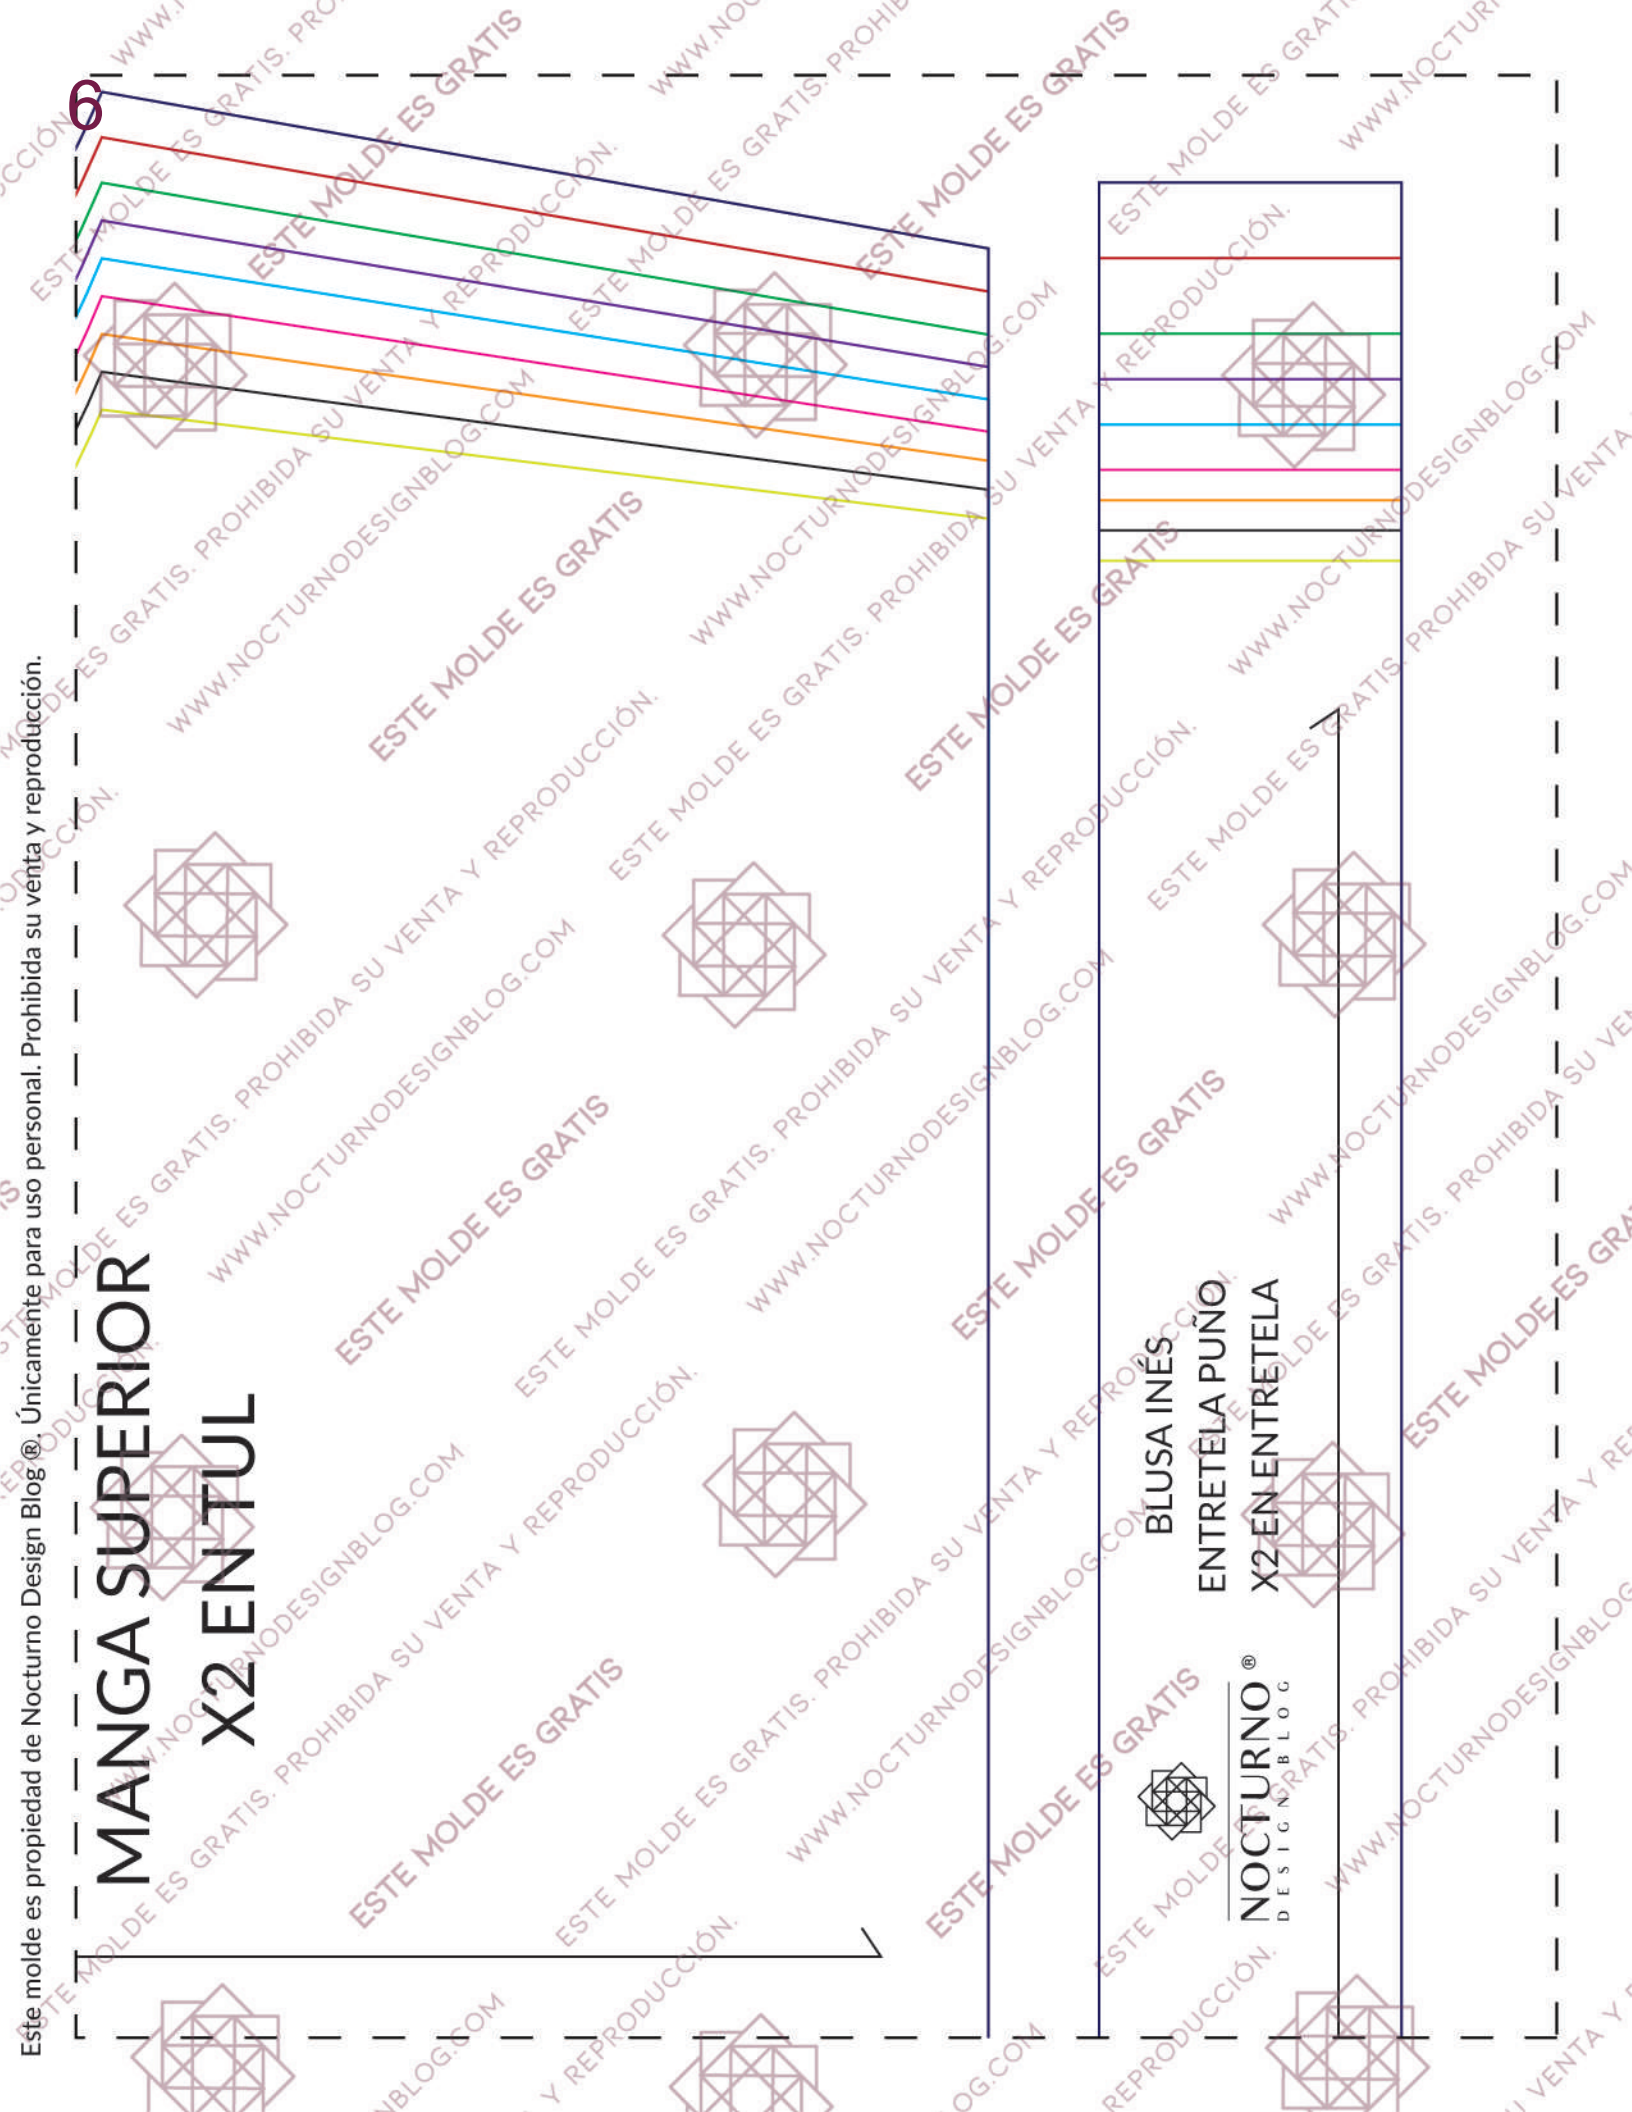 6
Este molde es propiedad de Nocturno Design Blog ®. Únicamente para uso personal. Prohibida su venta y reproducción.
MANGA SUPERIOR
X2 EN TUL
BLUSA INÉS
ENTRETELA PUÑO
X2 EN ENTRETELA
NOCTURNO ®
DESIGN BLOG
ESTE MOLDE ES GRATIS
WWW.NOCTURNODESIGNBLOG.COM
ESTE MOLDE ES GRATIS. PROHIBIDA SU VENTA Y REPRODUCCIÓN.